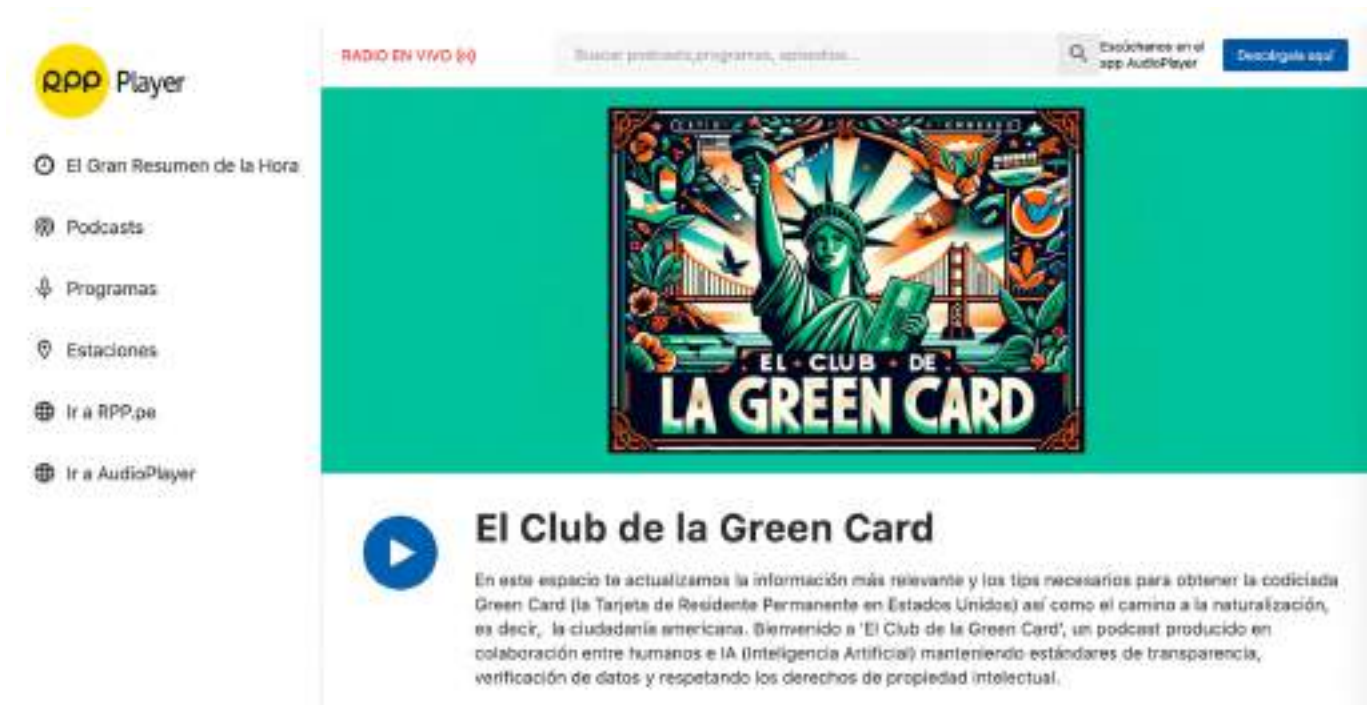 RPP Player
El Gran Resumen de la Hora
Podcasts
Programas
Estaciones
Ir a RPP.pe
Ir a AudioPlayer
RADIO EN VIVO
Buscar podcasts, programas, episodios...
Escúchanos en el
app AudioPlayer
Descárgala aquí
EL CLUB DE
LA GREEN CARD
El Club de la Green Card
En este espacio te actualizamos la información más relevante y los tips necesarios para obtener la codiciada
Green Card (la Tarjeta de Residente Permanente en Estados Unidos) así como el camino a la naturalización,
es decir, la ciudadanía americana. Bienvenido a 'El Club de la Green Card', un podcast producido en
colaboración entre humanos e IA (Inteligencia Artificial) manteniendo estándares de transparencia,
verificación de datos y respetando los derechos de propiedad intelectual.